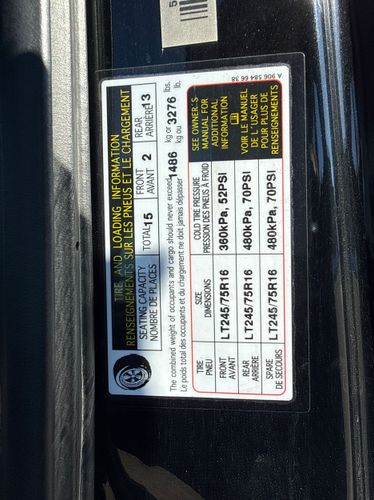 5
A 906 584 66 38
TIRE AND LOADING INFORMATION
RENSEIGNEMENTS SUR LES PNEUS ET LE CHARGEMENT
SEATING CAPACITY
NOMBRE DE PLACES
TOTAL 15
FRONT
AVANT 2
REAR
ARRIÈRE 13
The combined weight of occupants and cargo should never exceed 1486 kg or 3276 lbs.
Le poids total des occupants et du chargement ne doit jamais dépasser kg ou lb.
TIRE
PNEU
SIZE
DIMENSIONS
COLD TIRE PRESSURE
PRESSION DES PNEUS À FROID
FRONT
AVANT
LT245/75R16
360kPa, 52PSI
REAR
ARRIÈRE
LT245/75R16
480kPa, 70PSI
SPARE
DE SECOURS
LT245/75R16
480kPa, 70PSI
SEE OWNER-S
MANUAL FOR
ADDITIONAL
INFORMATION
VOIR LE MANUEL
DE L'USAGER
POUR PLUS DE
RENSEIGNEMENTS